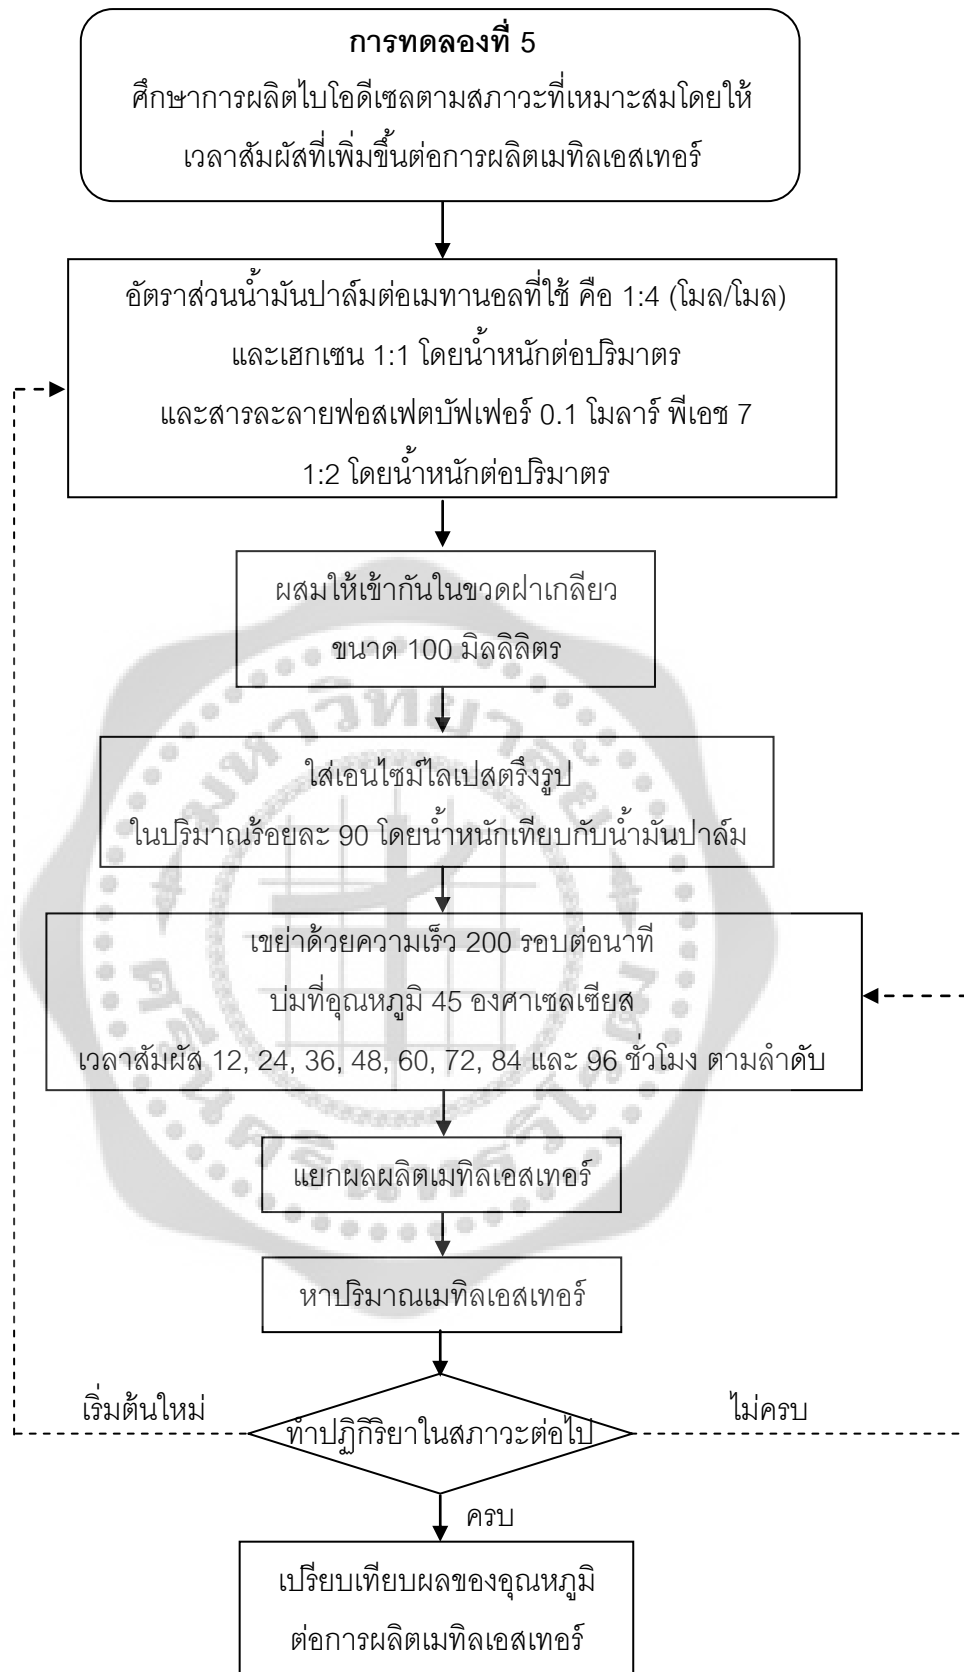 การทดลองที่ 5
ศึกษาการผลิตไบโอดีเซลตามสภาวะที่เหมาะสมโดยให้
เวลาสัมผัสที่เพิ่มขึ้นต่อการผลิตเมทิลเอสเทอร์
อัตราส่วนน้ำมันปาล์มต่อเมทานอลที่ใช้ คือ 1:4 (โมล/โมล)
และเฮกเซน 1:1 โดยน้ำหนักต่อปริมาตร
และสารละลายฟอสเฟตบัฟเฟอร์ 0.1 โมลาร์ พีเอช 7
1:2 โดยน้ำหนักต่อปริมาตร
ผสมให้เข้ากันในขวดฝาเกลียว
ขนาด 100 มิลลิลิตร
ใส่เอนไซม์ไลเปสตรึงรูป
ในปริมาณร้อยละ 90 โดยน้ำหนักเทียบกับน้ำมันปาล์ม
เขย่าด้วยความเร็ว 200 รอบต่อนาที
บ่มที่อุณหภูมิ 45 องศาเซลเซียส
เวลาสัมผัส 12, 24, 36, 48, 60, 72, 84 และ 96 ชั่วโมง ตามลำดับ
แยกผลผลิตเมทิลเอสเทอร์
หาปริมาณเมทิลเอสเทอร์
เริ่มต้นใหม่
ทำปฏิกิริยาในสภาวะต่อไป
ไม่ครบ
ครบ
เปรียบเทียบผลของอุณหภูมิ
ต่อการผลิตเมทิลเอสเทอร์
มหาวิทยาลัย
ศรีนครินทรวิโรฒ